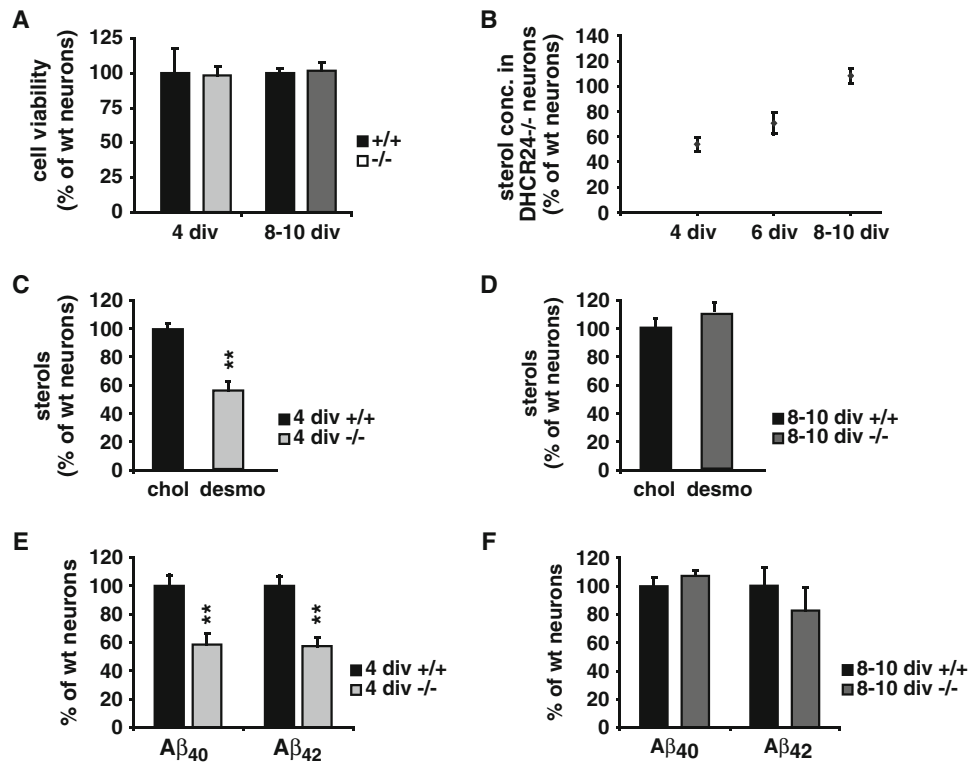 A
cell viability
(% of wt neurons)
125
100
75
50
25
0
4 div
8-10 div
+/+
-/-
B
sterol conc. in
DHCR24-/- neurons
(% of wt neurons)
140
120
100
80
60
40
20
0
4 div
6 div
8-10 div
C
sterols
(% of wt neurons)
120
100
80
60
40
20
0
**
chol
desmo
4 div +/+
4 div -/-
D
sterols
(% of wt neurons)
120
100
80
60
40
20
0
chol
desmo
8-10 div +/+
8-10 div -/-
E
% of wt neurons
120
100
80
60
40
20
0
**
**
Aβ40
Aβ42
4 div +/+
4 div -/-
F
% of wt neurons
120
100
80
60
40
20
0
Aβ40
Aβ42
8-10 div +/+
8-10 div -/-